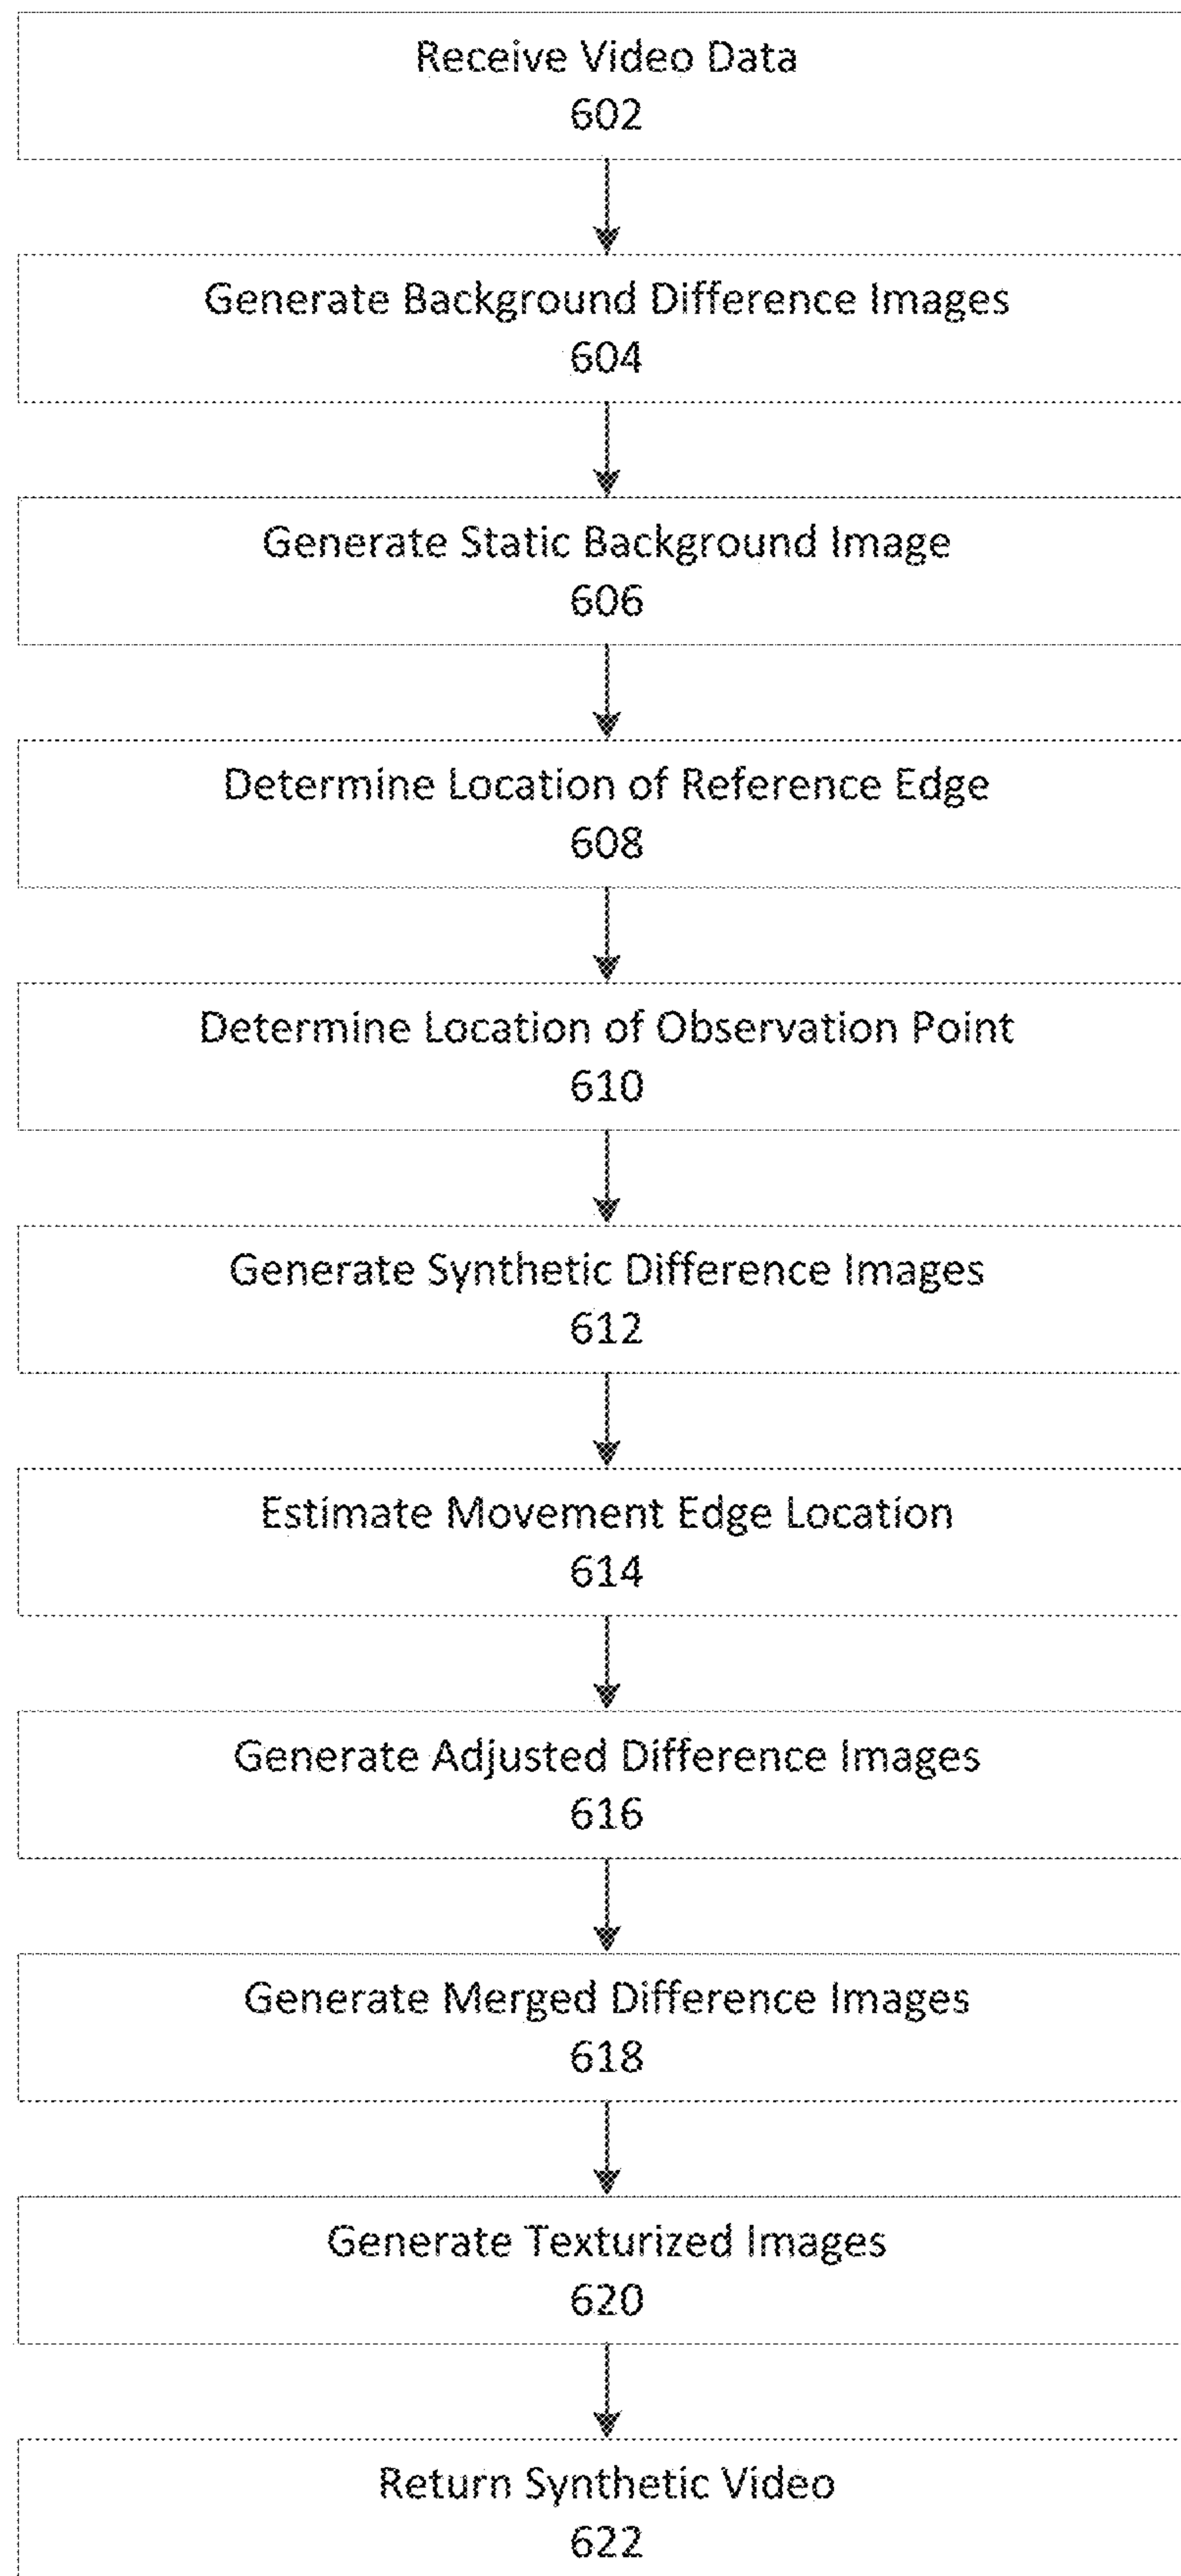 Receive Video Data
602
Generate Background Difference Images
604
Generate Static Background Image
606
Determine Location of Reference Edge
608
Determine Location of Observation Point
610
Generate Synthetic Difference Images
612
Estimate Movement Edge Location
614
Generate Adjusted Difference Images
616
Generate Merged Difference Images
618
Generate Texturized Images
620
Return Synthetic Video
622